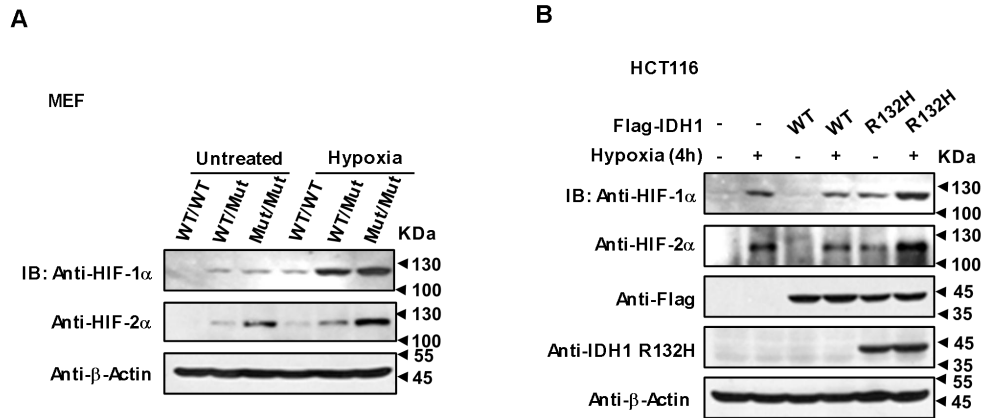 A
MEF
Untreated Hypoxia
WT/WT WT/Mut Mut/Mut WT/WT WT/Mut Mut/Mut KDa
IB: Anti-HIF-1α 130
100
Anti-HIF-2α 130
100
Anti-β-Actin 55
45
B
HCT116
Flag-IDH1 - - WT WT R132H R132H
Hypoxia (4h) - + - + - + KDa
IB: Anti-HIF-1α 130
100
Anti-HIF-2α 130
100
Anti-Flag 45
35
Anti-IDH1 R132H 45
35
Anti-β-Actin 55
45